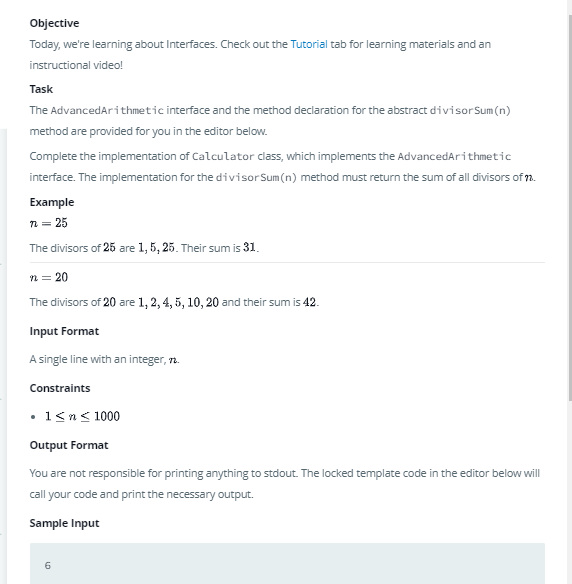 Objective
Today, we're learning about Interfaces. Check out the Tutorial tab for learning materials and an
instructional video!
Task
The AdvancedArithmetic interface and the method declaration for the abstract divisorSum(n)
method are provided for you in the editor below.
Complete the implementation of Calculator class, which implements the AdvancedArithmetic
interface. The implementation for the divisorSum(n) method must return the sum of all divisors of n.
Example
n = 25
The divisors of 25 are 1, 5, 25. Their sum is 31.
n = 20
The divisors of 20 are 1, 2, 4, 5, 10, 20 and their sum is 42.
Input Format
A single line with an integer, n.
Constraints
• 1 ≤ n ≤ 1000
Output Format
You are not responsible for printing anything to stdout. The locked template code in the editor below will
call your code and print the necessary output.
Sample Input
6